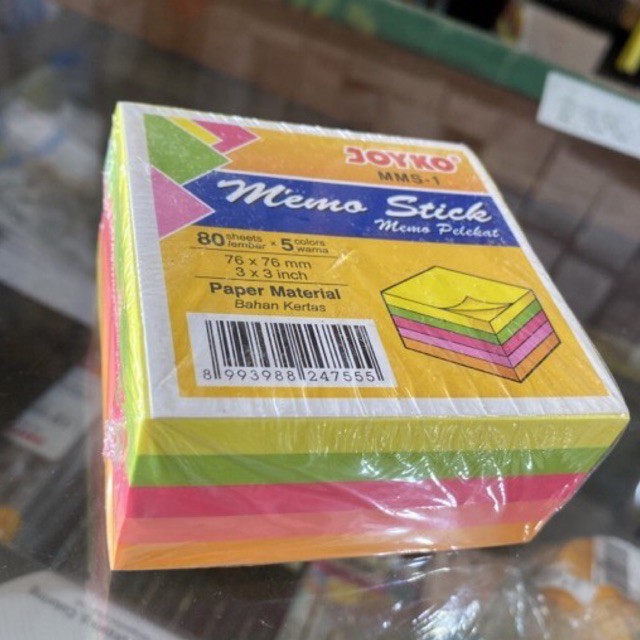 JOYKO
MMS-1
Memo Stick
Memo Pelekat
80 sheets lembar x 5 colors warna
76 x 76 mm
3 x 3 inch
Paper Material
Bahan Kertas
8 993988 247555